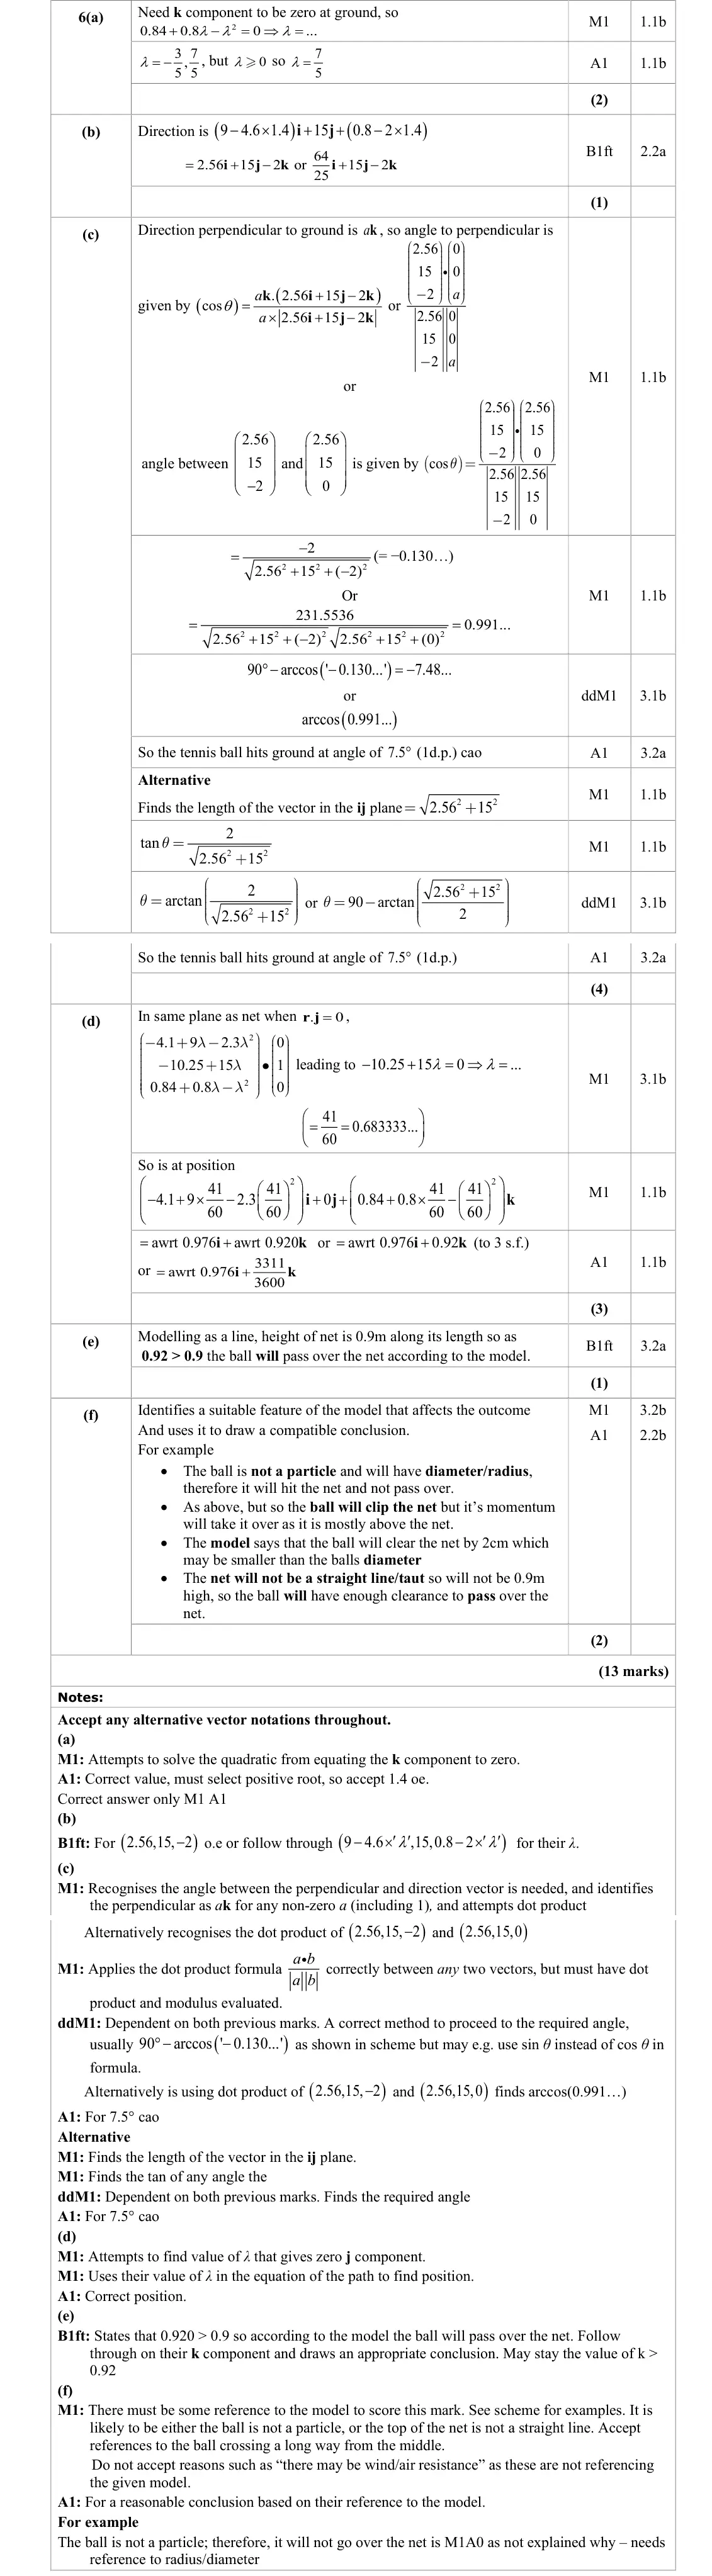 6(a)
Need k component to be zero at ground, so
0.84 + 0.8λ − λ² = 0 ⇒ λ = ...
M1
1.1b
λ = −3/5, 7/5, but λ ⩾ 0 so λ = 7/5
A1
1.1b
(2)
(b)
Direction is (9 − 4.6×1.4)i + 15j + (0.8 − 2×1.4)
= 2.56i + 15j − 2k or 64/25 i + 15j − 2k
B1ft
2.2a
(1)
(c)
Direction perpendicular to ground is ak, so angle to perpendicular is
given by (cosθ) = ak.(2.56i + 15j − 2k) / a×|2.56i + 15j − 2k| or (2.56, 15, −2)•(0, 0, a) / |2.56, 15, −2||0, 0, a|
or
angle between (2.56, 15, −2) and (2.56, 15, 0) is given by (cosθ) = (2.56, 15, −2)•(2.56, 15, 0) / |2.56, 15, −2||2.56, 15, 0|
M1
1.1b
= −2 / √(2.56² + 15² + (−2)²) (= −0.130…)
Or
= 231.5536 / √(2.56² + 15² + (−2)²) √(2.56² + 15² + (0)²) = 0.991...
M1
1.1b
90° − arccos('−0.130...') = −7.48...
or
arccos(0.991...)
ddM1
3.1b
So the tennis ball hits ground at angle of 7.5° (1d.p.) cao
A1
3.2a
Alternative
Finds the length of the vector in the ij plane = √(2.56² + 15²)
M1
1.1b
tan θ = 2 / √(2.56² + 15²)
M1
1.1b
θ = arctan(2 / √(2.56² + 15²)) or θ = 90 − arctan(√(2.56² + 15²) / 2)
ddM1
3.1b
So the tennis ball hits ground at angle of 7.5° (1d.p.)
A1
3.2a
(4)
(d)
In same plane as net when r.j = 0,
(−4.1 + 9λ − 2.3λ², −10.25 + 15λ, 0.84 + 0.8λ − λ²) • (0, 1, 0) leading to −10.25 + 15λ = 0 ⇒ λ = ...
(= 41/60 = 0.683333...)
M1
3.1b
So is at position
(−4.1 + 9×41/60 − 2.3(41/60)²)i + 0j + (0.84 + 0.8×41/60 − (41/60)²)k
M1
1.1b
= awrt 0.976i + awrt 0.920k or = awrt 0.976i + 0.92k (to 3 s.f.)
or = awrt 0.976i + 3311/3600 k
A1
1.1b
(3)
(e)
Modelling as a line, height of net is 0.9m along its length so as
0.92 > 0.9 the ball will pass over the net according to the model.
B1ft
3.2a
(1)
(f)
Identifies a suitable feature of the model that affects the outcome
M1
3.2b
And uses it to draw a compatible conclusion.
A1
2.2b
For example
• The ball is not a particle and will have diameter/radius,
therefore it will hit the net and not pass over.
• As above, but so the ball will clip the net but it's momentum
will take it over as it is mostly above the net.
• The model says that the ball will clear the net by 2cm which
may be smaller than the balls diameter
• The net will not be a straight line/taut so will not be 0.9m
high, so the ball will have enough clearance to pass over the
net.
(2)
(13 marks)
Notes:
Accept any alternative vector notations throughout.
(a)
M1: Attempts to solve the quadratic from equating the k component to zero.
A1: Correct value, must select positive root, so accept 1.4 oe.
Correct answer only M1 A1
(b)
B1ft: For (2.56,15,−2) o.e or follow through (9 − 4.6×'λ',15,0.8 − 2×'λ') for their λ.
(c)
M1: Recognises the angle between the perpendicular and direction vector is needed, and identifies
the perpendicular as ak for any non-zero a (including 1), and attempts dot product
Alternatively recognises the dot product of (2.56,15,−2) and (2.56,15,0)
M1: Applies the dot product formula a•b / |a||b| correctly between any two vectors, but must have dot
product and modulus evaluated.
ddM1: Dependent on both previous marks. A correct method to proceed to the required angle,
usually 90° − arccos('−0.130...') as shown in scheme but may e.g. use sin θ instead of cos θ in
formula.
Alternatively is using dot product of (2.56,15,−2) and (2.56,15,0) finds arccos(0.991…)
A1: For 7.5° cao
Alternative
M1: Finds the length of the vector in the ij plane.
M1: Finds the tan of any angle the
ddM1: Dependent on both previous marks. Finds the required angle
A1: For 7.5° cao
(d)
M1: Attempts to find value of λ that gives zero j component.
M1: Uses their value of λ in the equation of the path to find position.
A1: Correct position.
(e)
B1ft: States that 0.920 > 0.9 so according to the model the ball will pass over the net. Follow
through on their k component and draws an appropriate conclusion. May stay the value of k >
0.92
(f)
M1: There must be some reference to the model to score this mark. See scheme for examples. It is
likely to be either the ball is not a particle, or the top of the net is not a straight line. Accept
references to the ball crossing a long way from the middle.
Do not accept reasons such as “there may be wind/air resistance” as these are not referencing
the given model.
A1: For a reasonable conclusion based on their reference to the model.
For example
The ball is not a particle; therefore, it will not go over the net is M1A0 as not explained why – needs
reference to radius/diameter